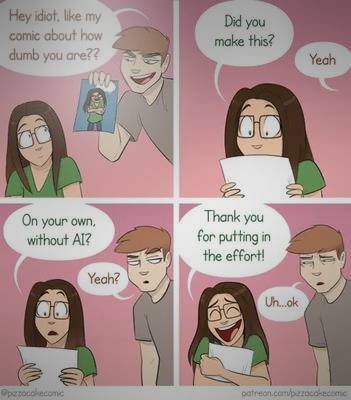 Hey idiot, like my
comic about how
dumb you are??
Did you
make this?
Yeah
On your own,
without AI?
Yeah?
Thank you
for putting in
the effort!
Uh...ok
@pizzacakecomic
patreon.com/pizzacakecomic